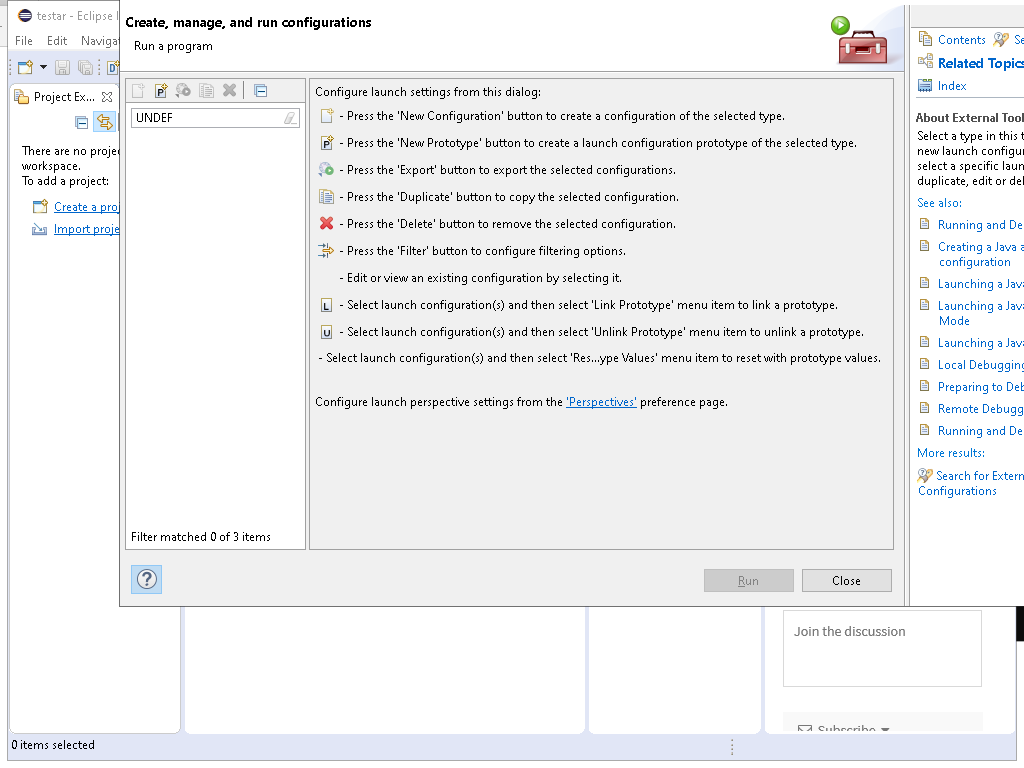 testar - Eclipse I
Create, manage, and run configurations
Run a program
File Edit Navigat
Project Ex...
There are no proje
workspace.
To add a project:
Create a proj
Import proje
UNDEF
Filter matched 0 of 3 items
Configure launch settings from this dialog:
- Press the 'New Configuration' button to create a configuration of the selected type.
- Press the 'New Prototype' button to create a launch configuration prototype of the selected type.
- Press the 'Export' button to export the selected configurations.
- Press the 'Duplicate' button to copy the selected configuration.
- Press the 'Delete' button to remove the selected configuration.
- Press the 'Filter' button to configure filtering options.
- Edit or view an existing configuration by selecting it.
L - Select launch configuration(s) and then select 'Link Prototype' menu item to link a prototype.
U - Select launch configuration(s) and then select 'Unlink Prototype' menu item to unlink a prototype.
- Select launch configuration(s) and then select 'Res...ype Values' menu item to reset with prototype values.
Configure launch perspective settings from the 'Perspectives' preference page.
Run
Close
Contents Se
Related Topics
Index
About External Tool
Select a type in this t
new launch configur
select a specific laun
duplicate, edit or del
See also:
Running and De
Creating a Java a
configuration
Launching a Java
Launching a Java
Mode
Launching a Java
Local Debugging
Preparing to Deb
Remote Debugg
Running and De
More results:
Search for Extern
Configurations
Join the discussion
Subscribe
0 items selected